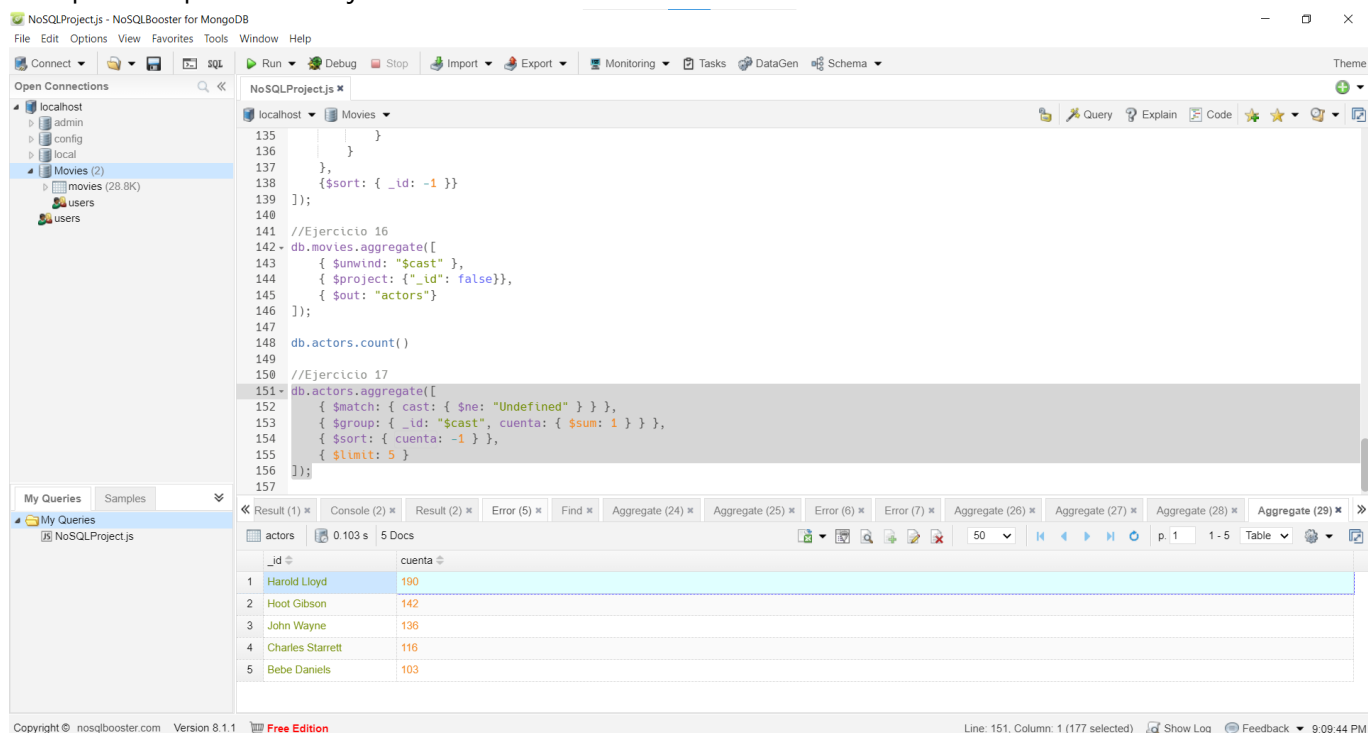 NoSQLProject.js - NoSQLBooster for MongoDB
File Edit Options View Favorites Tools Window Help
Connect SQL Run Debug Stop Import Export Monitoring Tasks DataGen Schema Theme
Open Connections
NoSQLProject.js
localhost
admin
config
local
Movies (2)
movies (28.8K)
users
users
localhost Movies Query Explain Code
135 }
136 }
137 },
138 {$sort: { _id: -1 }}
139 ]);
140
141 //Ejercicio 16
142 db.movies.aggregate([
143 { $unwind: "$cast" },
144 { $project: {"_id": false}},
145 { $out: "actors"}
146 ]);
147
148 db.actors.count()
149
150 //Ejercicio 17
151 db.actors.aggregate([
152 { $match: { cast: { $ne: "Undefined" } } },
153 { $group: { _id: "$cast", cuenta: { $sum: 1 } } },
154 { $sort: { cuenta: -1 } },
155 { $limit: 5 }
156 ]);
157
My Queries Samples
My Queries
NoSQLProject.js
Result (1) Console (2) Result (2) Error (5) Find Aggregate (24) Aggregate (25) Error (6) Error (7) Aggregate (26) Aggregate (27) Aggregate (28) Aggregate (29)
actors 0.103 s 5 Docs 50 p. 1 1 - 5 Table
_id cuenta
1 Harold Lloyd 190
2 Hoot Gibson 142
3 John Wayne 136
4 Charles Starrett 116
5 Bebe Daniels 103
Copyright © nosqlbooster.com Version 8.1.1 Free Edition Line: 151, Column: 1 (177 selected) Show Log Feedback 9:09:44 PM